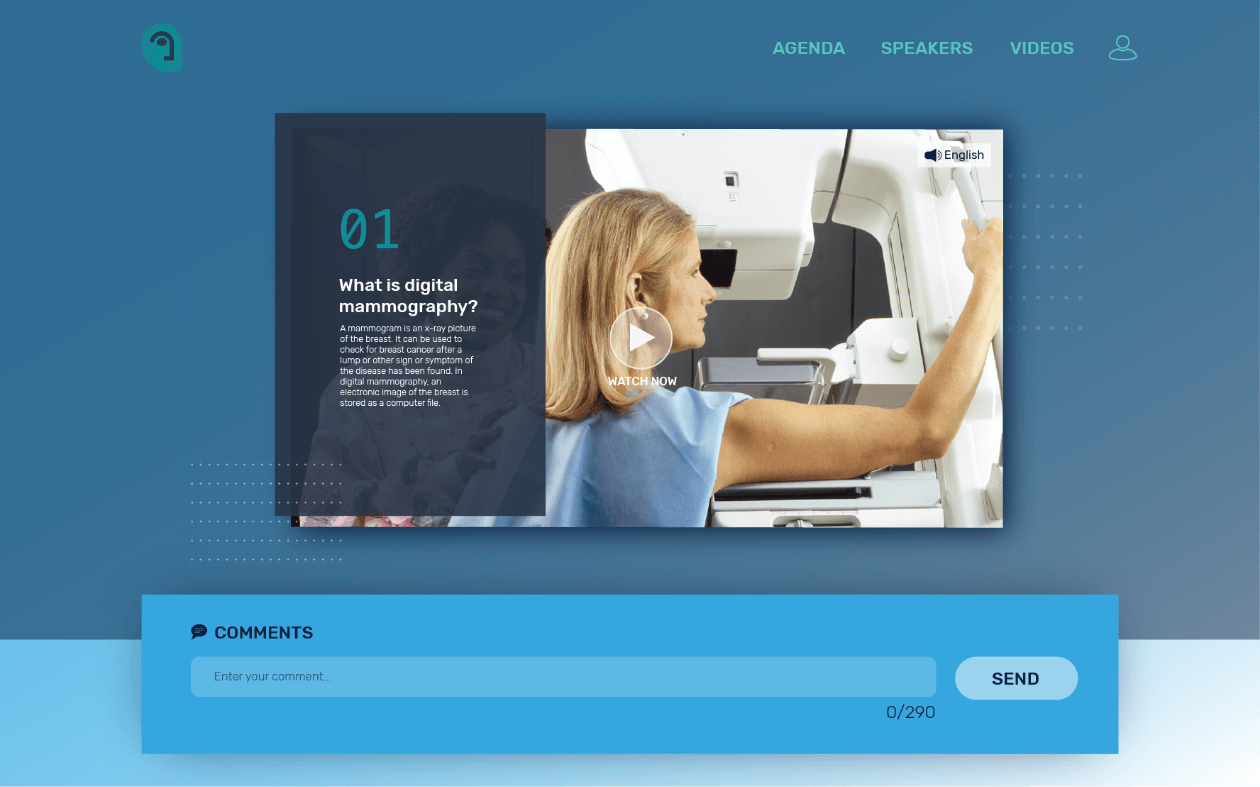 AGENDA SPEAKERS VIDEOS
English
01
What is digital
mammography?
A mammogram is an x-ray picture
of the breast. It can be used to
check for breast cancer after a
lump or other sign or symptom of
the disease has been found. In
digital mammography, an
electronic image of the breast is
stored as a computer file.
WATCH NOW
COMMENTS
Enter your comment...
SEND
0/290